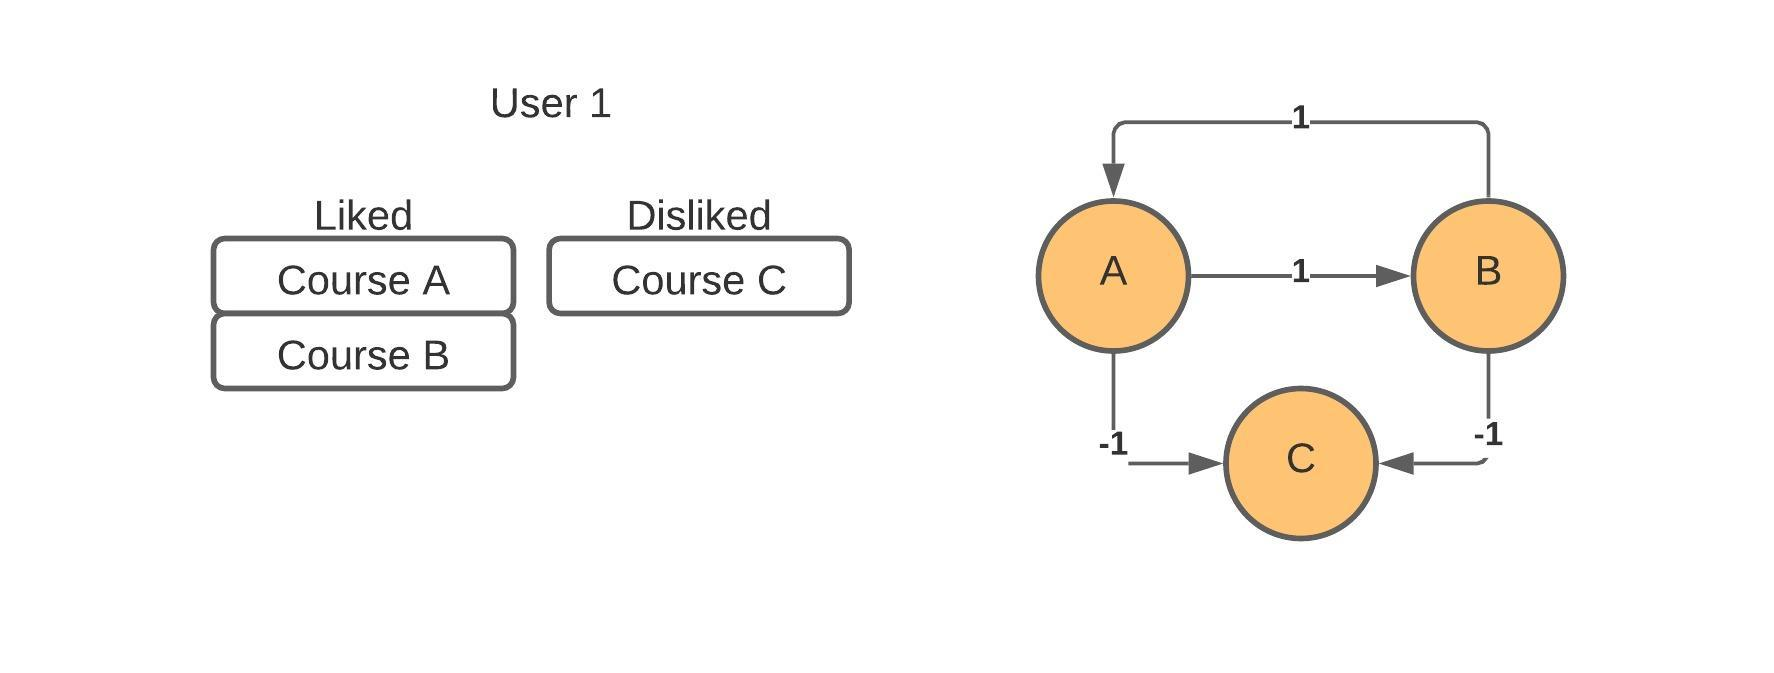 User 1
Liked
Disliked
Course A
Course C
Course B
1
A
1
B
-1
-1
C